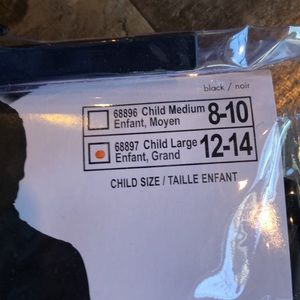 black / noir
68896 Child Medium 8-10
Enfant, Moyen
68897 Child Large 12-14
Enfant, Grand
CHILD SIZE / TAILLE ENFANT